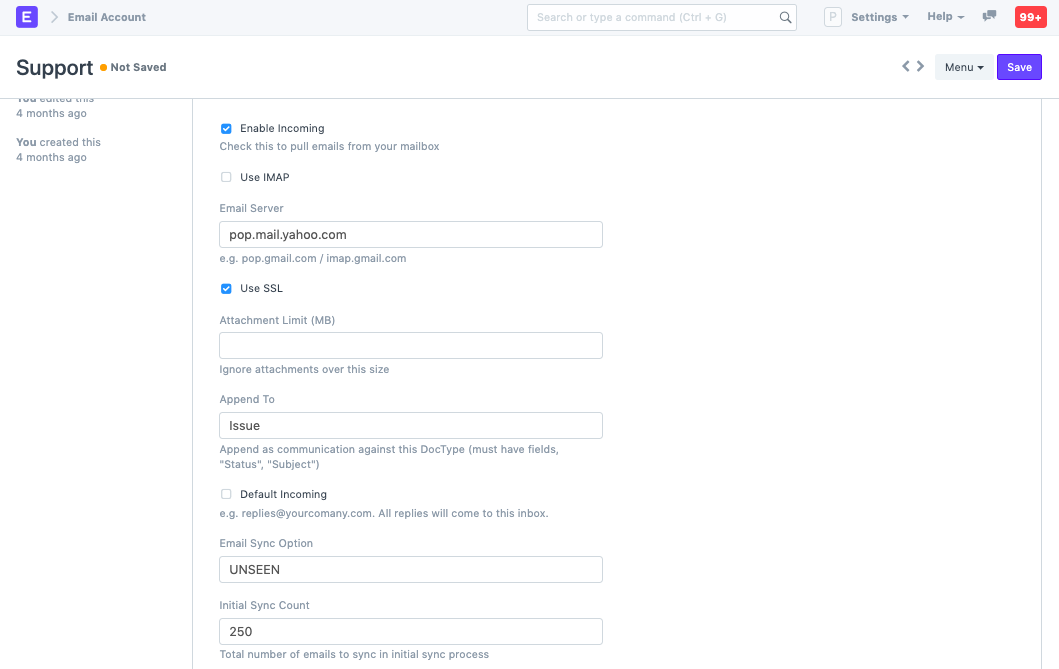 E
Email Account
Search or type a command (Ctrl + G)
P
Settings
Help
99+
Support
Not Saved
Menu
Save
You edited this
4 months ago
You created this
4 months ago
Enable Incoming
Check this to pull emails from your mailbox
Use IMAP
Email Server
pop.mail.yahoo.com
e.g. pop.gmail.com / imap.gmail.com
Use SSL
Attachment Limit (MB)
Ignore attachments over this size
Append To
Issue
Append as communication against this DocType (must have fields,
"Status", "Subject")
Default Incoming
e.g. replies@yourcomany.com. All replies will come to this inbox.
Email Sync Option
UNSEEN
Initial Sync Count
250
Total number of emails to sync in initial sync process